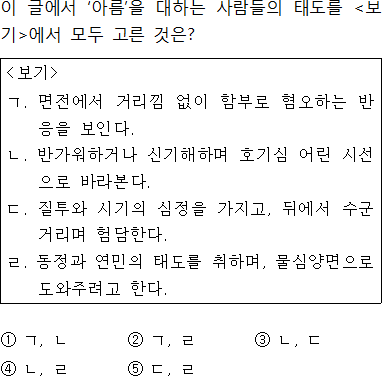 이 글에서 ‘아름’을 대하는 사람들의 태도를 <보
기>에서 모두 고른 것은?
<보기>
ㄱ. 면전에서 거리낌 없이 함부로 혐오하는 반
응을 보인다.
ㄴ. 반가워하거나 신기해하며 호기심 어린 시선
으로 바라본다.
ㄷ. 질투와 시기의 심정을 가지고, 뒤에서 수군
거리며 험담한다.
ㄹ. 동정과 연민의 태도를 취하며, 물심양면으로
도와주려고 한다.
① ㄱ, ㄴ ② ㄱ, ㄹ ③ ㄴ, ㄷ
④ ㄴ, ㄹ ⑤ ㄷ, ㄹ